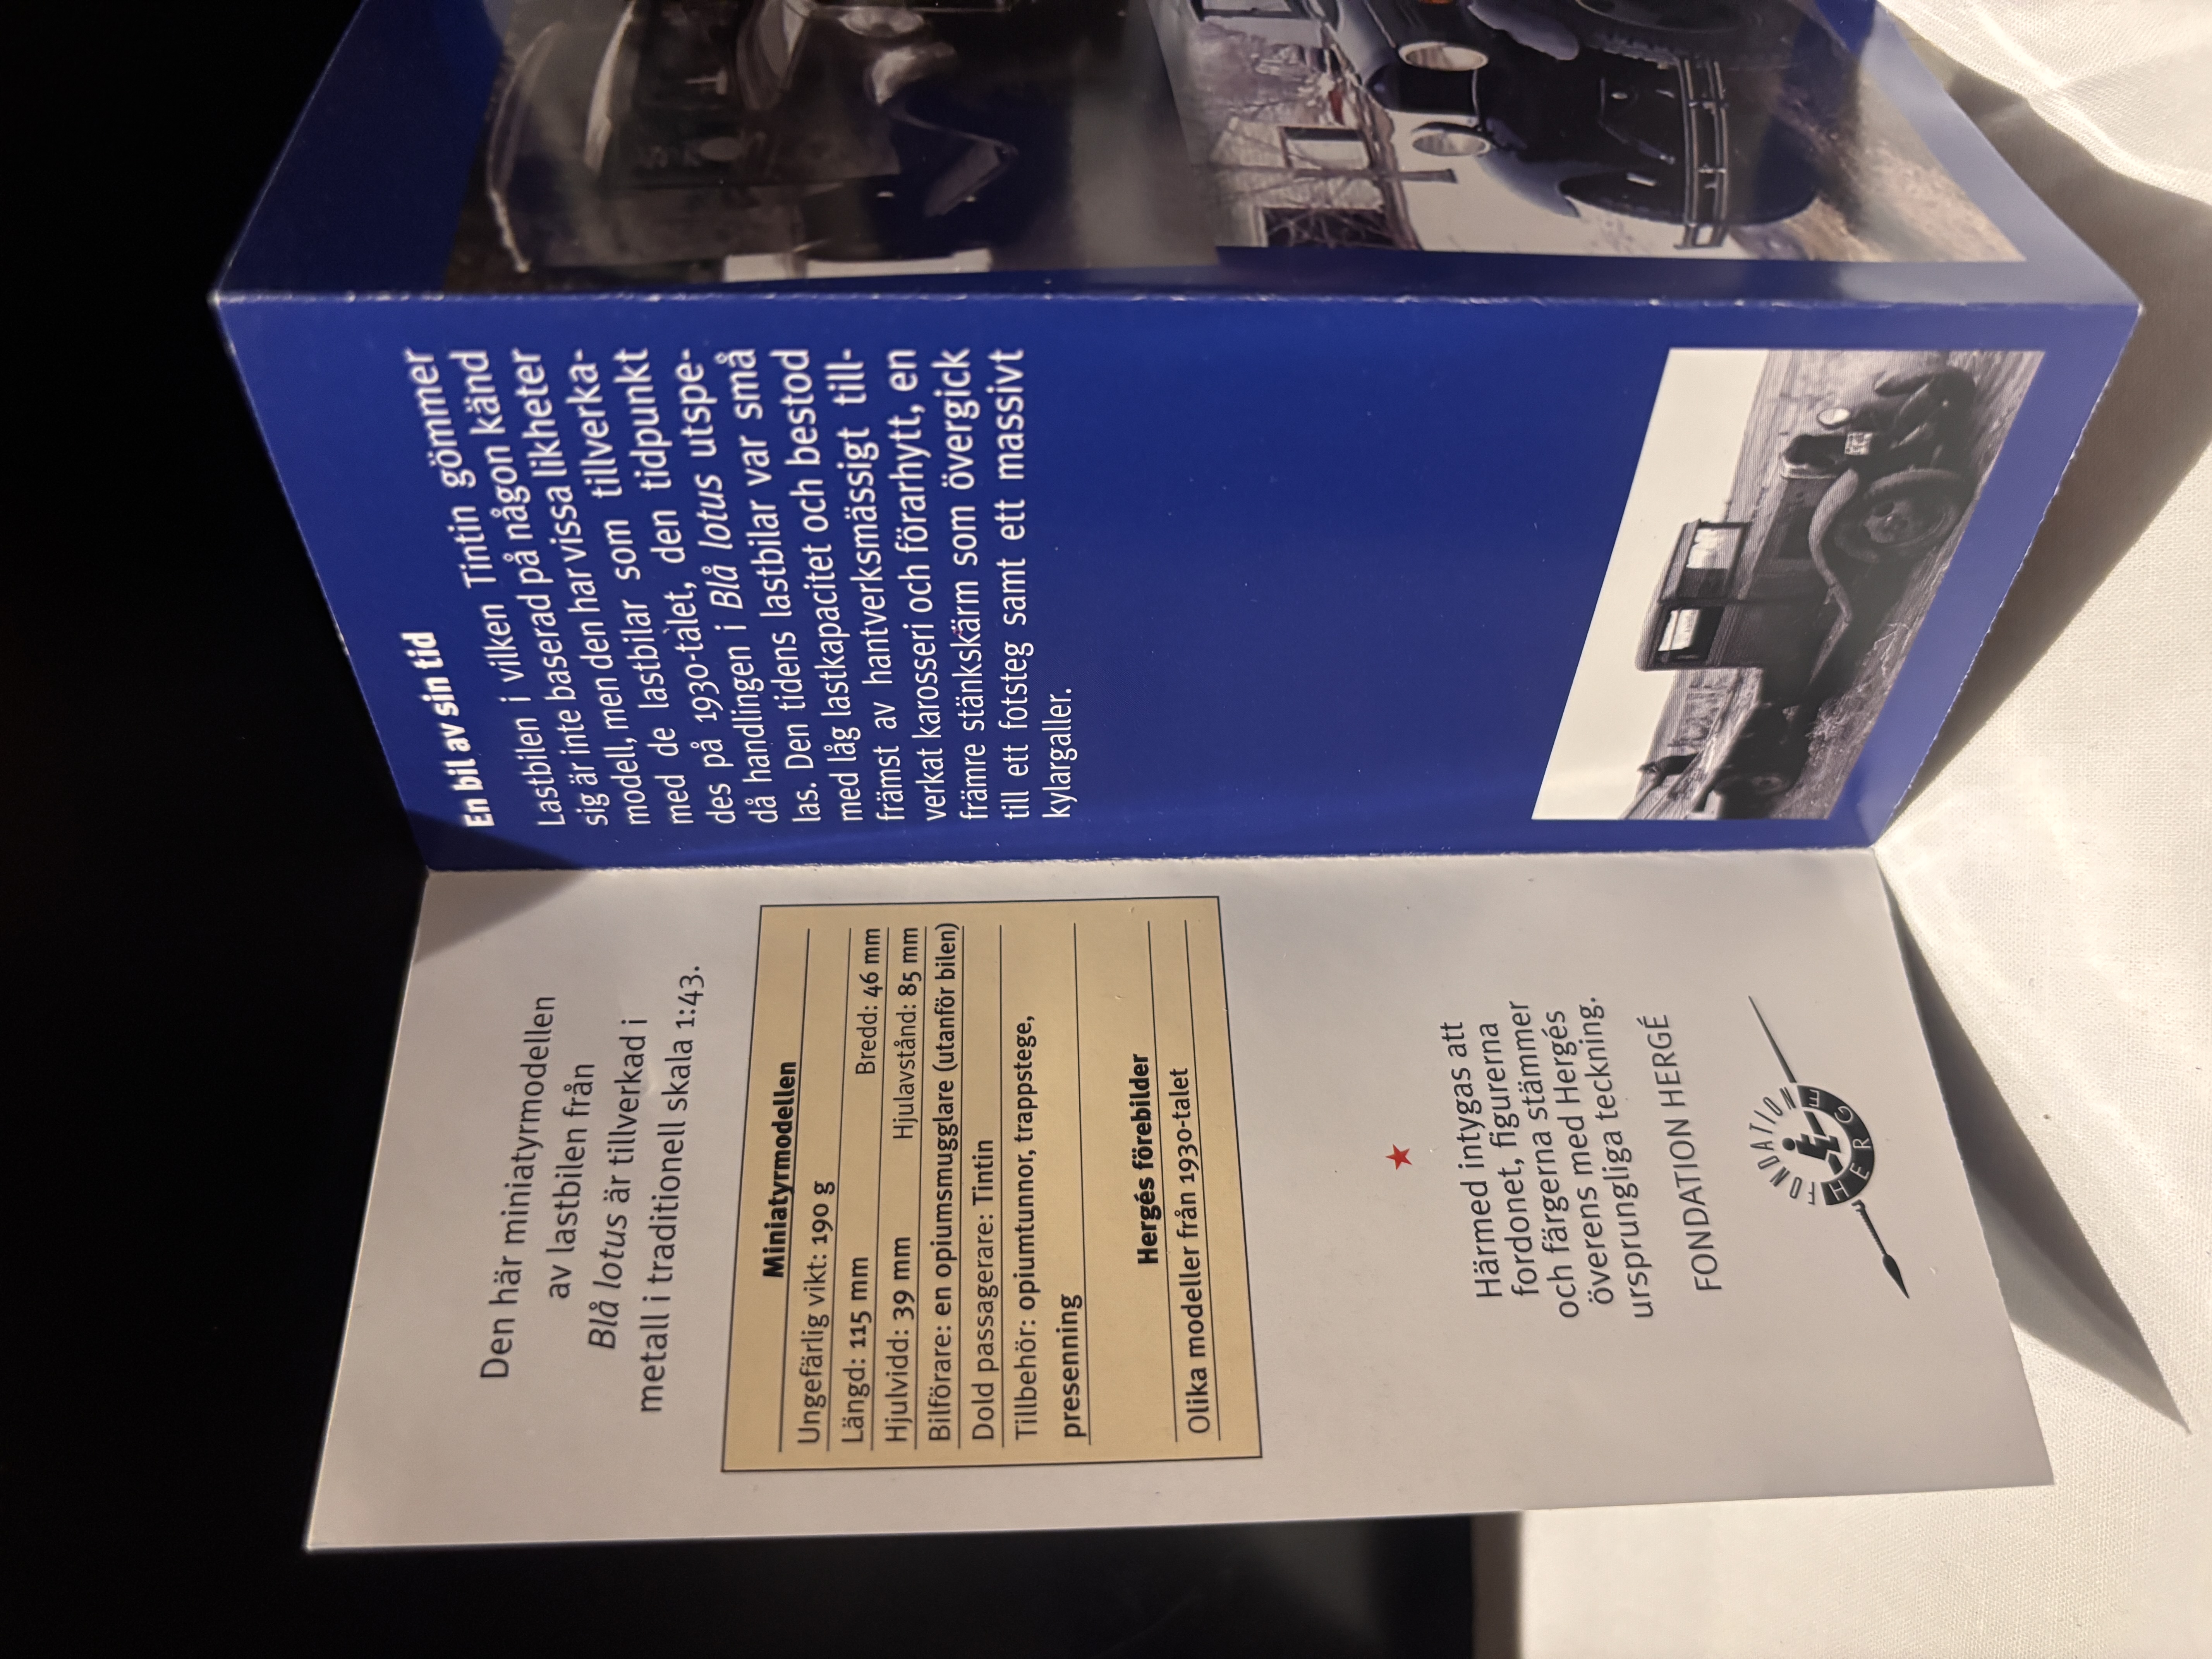 Den här miniatyrmodellen
av lastbilen från
Blå lotus är tillverkad i
metall i traditionell skala 1:43.
Miniatyrmodellen
Ungefärlig vikt: 190 g
Längd: 115 mm Bredd: 46 mm
Hjulvidd: 39 mm Hjulavstånd: 85 mm
Bilförare: en opiumsmugglare (utanför bilen)
Dold passagerare: Tintin
Tillbehör: opiumtunnor, trappstege,
presenning
Hergés förebilder
Olika modeller från 1930-talet
Härmed intygas att
fordonet, figurerna
och färgerna stämmer
överens med Hergés
ursprungliga teckning.
FONDATION HERGÉ
FONDATION
HERGE
En bil av sin tid
Lastbilen i vilken Tintin gömmer
sig är inte baserad på någon känd
modell, men den har vissa likheter
med de lastbilar som tillverka-
des på 1930-talet, den tidpunkt
då handlingen i Blå lotus utspe-
las. Den tidens lastbilar var små
med låg lastkapacitet och bestod
främst av hantverksmässigt till-
verkat karosseri och förarhytt, en
främre stänkskärm som övergick
till ett fotsteg samt ett massivt
kylargaller.